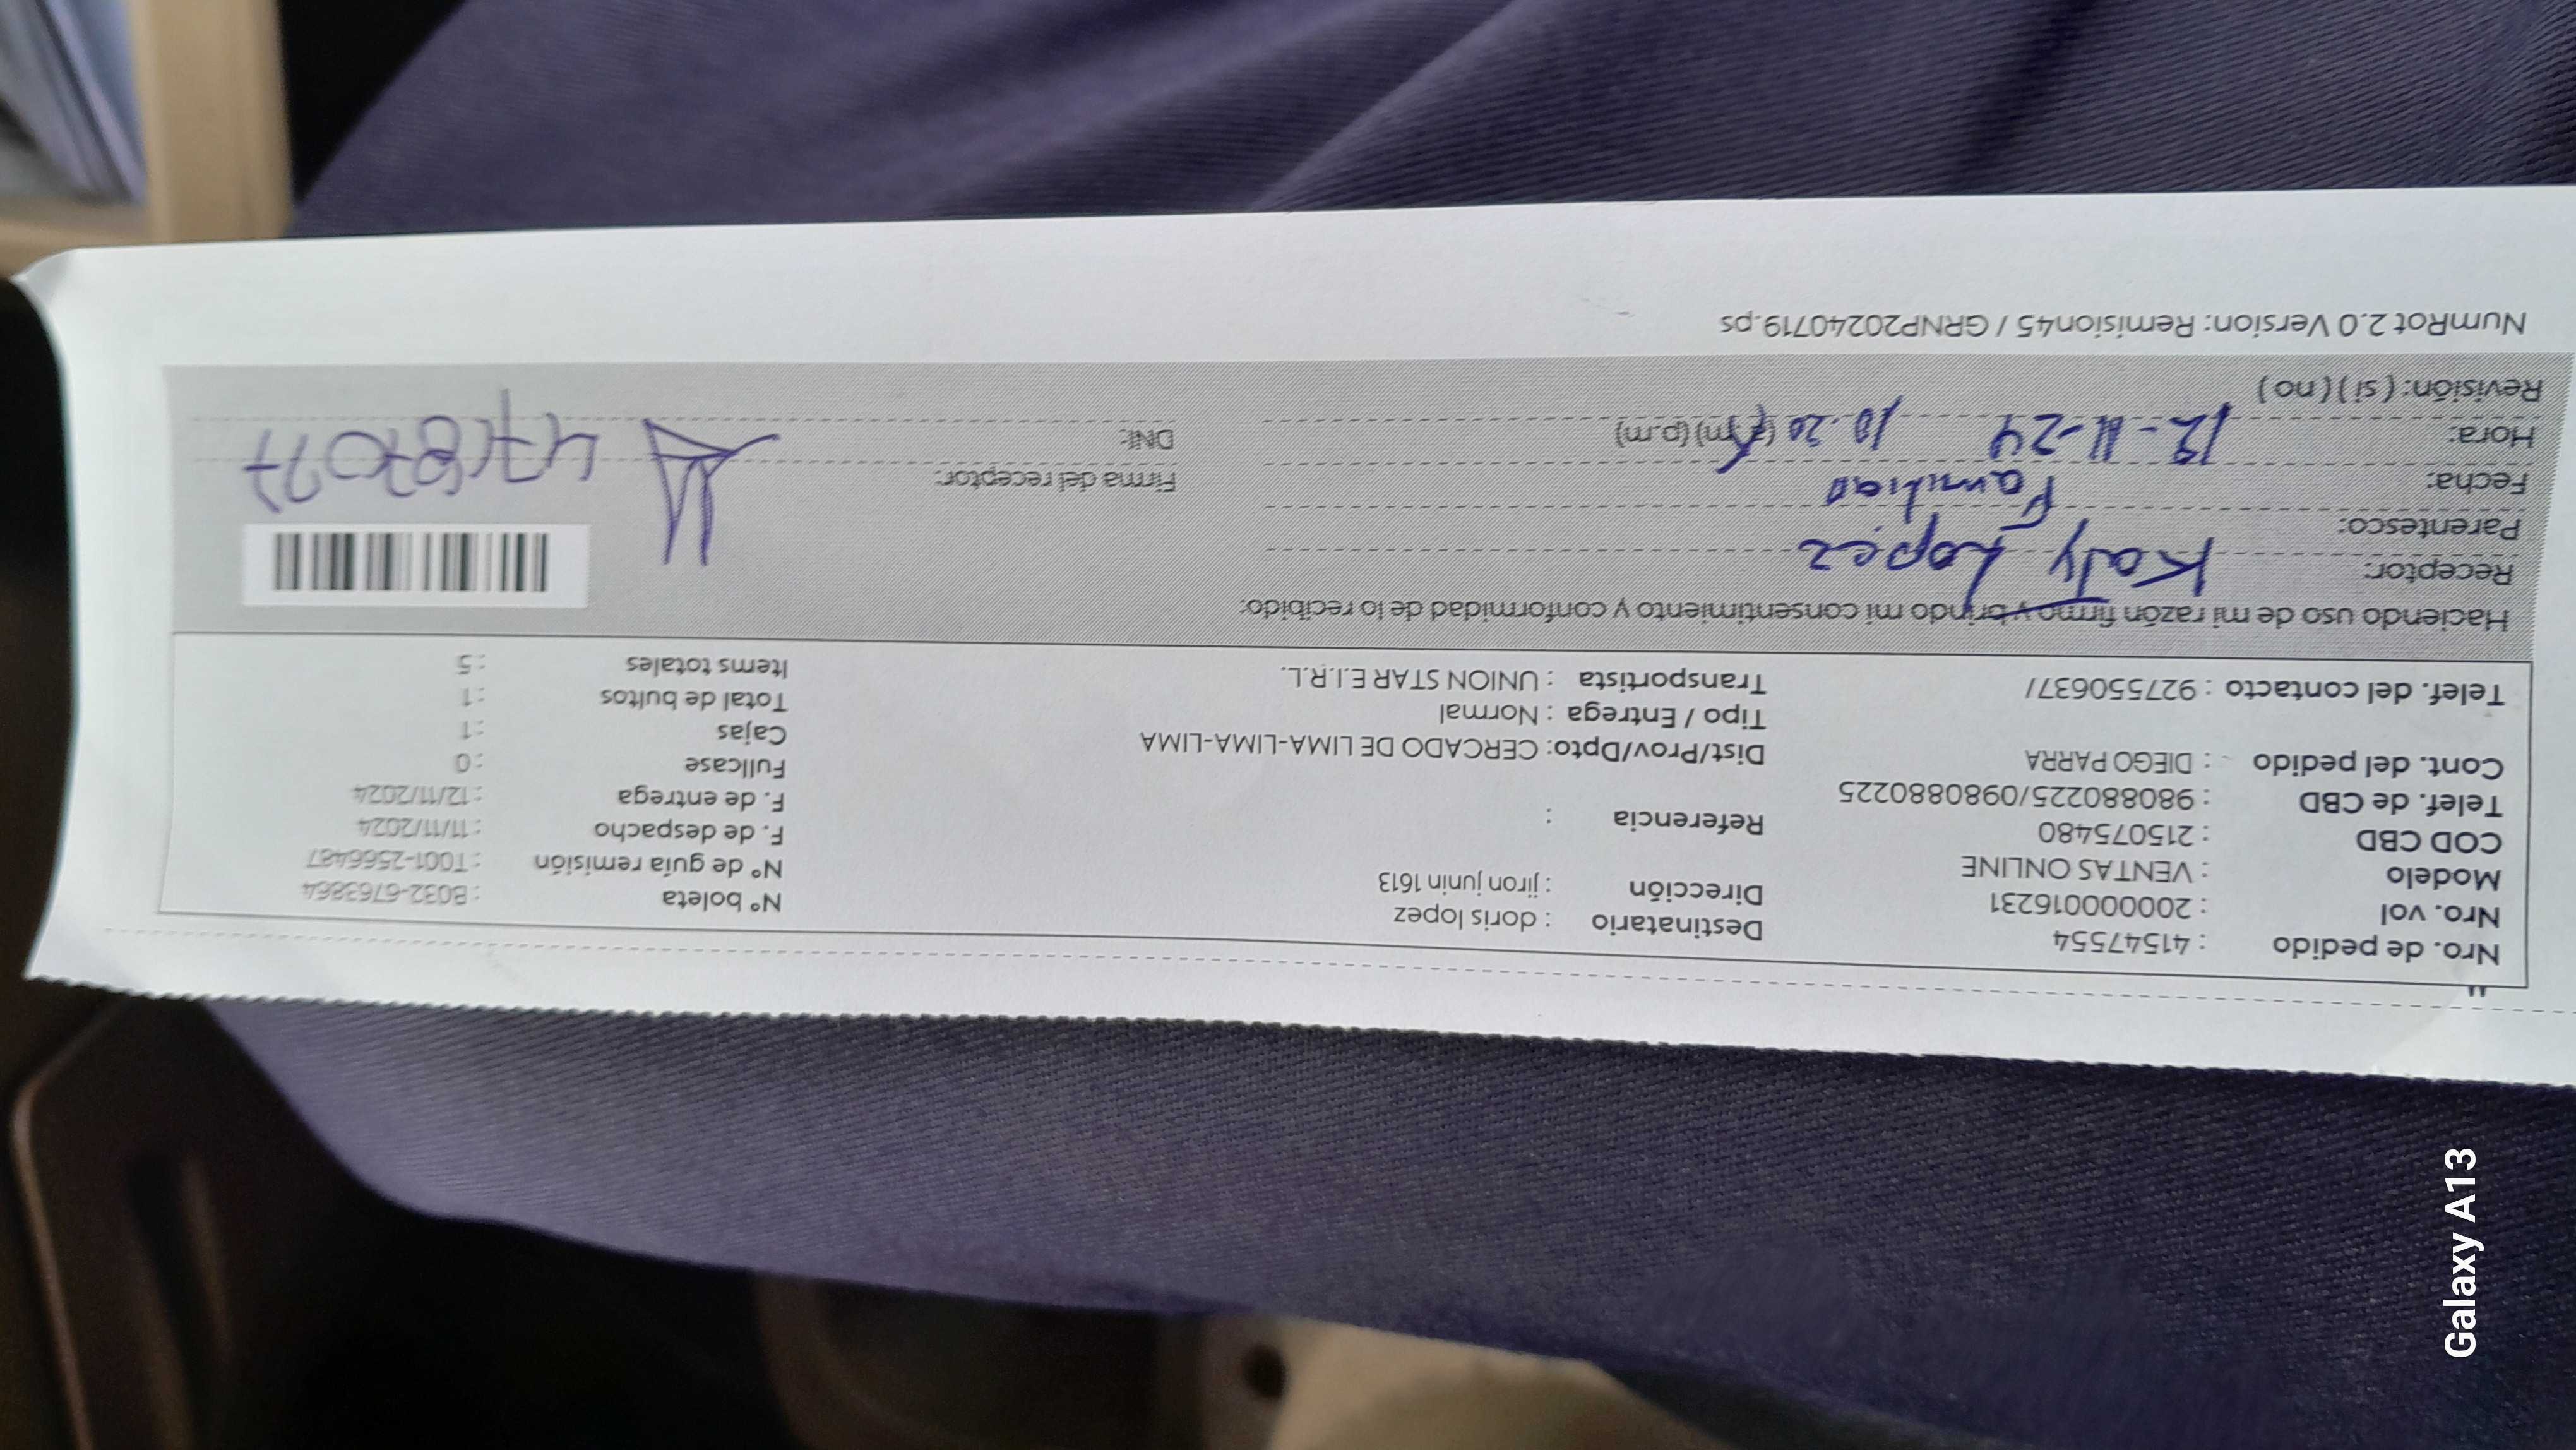 Nro. de pedido : 41547554
Nro. vol : 20000016231
Modelo : VENTAS ONLINE
COD CBD : 215075480
Telef. de CBD : 980880225/0980880225
Cont. del pedido : DIEGO PARRA
Telef. del contacto : 927550637/
Destinatario : doris lopez
Dirección : jiron junin 1613
Referencia :
Dist/Prov/Dpto: CERCADO DE LIMA-LIMA-LIMA
Tipo / Entrega : Normal
Transportista : UNION STAR E.I.R.L.
N° boleta : B032-6763864
N° de guía remisión : T001-2566487
F. de despacho : 11/11/2024
F. de entrega : 12/11/2024
Fullcase : 0
Cajas : 1
Total de bultos : 1
Items totales : 5
Haciendo uso de mi razón firmo y brindo mi consentimiento y conformidad de lo recibido:
Receptor: Katy Lopez
Parentesco: Familiar
Fecha: 12-11-24
Hora: 10.20 (a.m) (p.m)
Revisión: ( si ) ( no )
Firma del receptor:
DNI:
NumRot 2.0 Version: Remision45 / GRNP20240719.ps
Galaxy A13